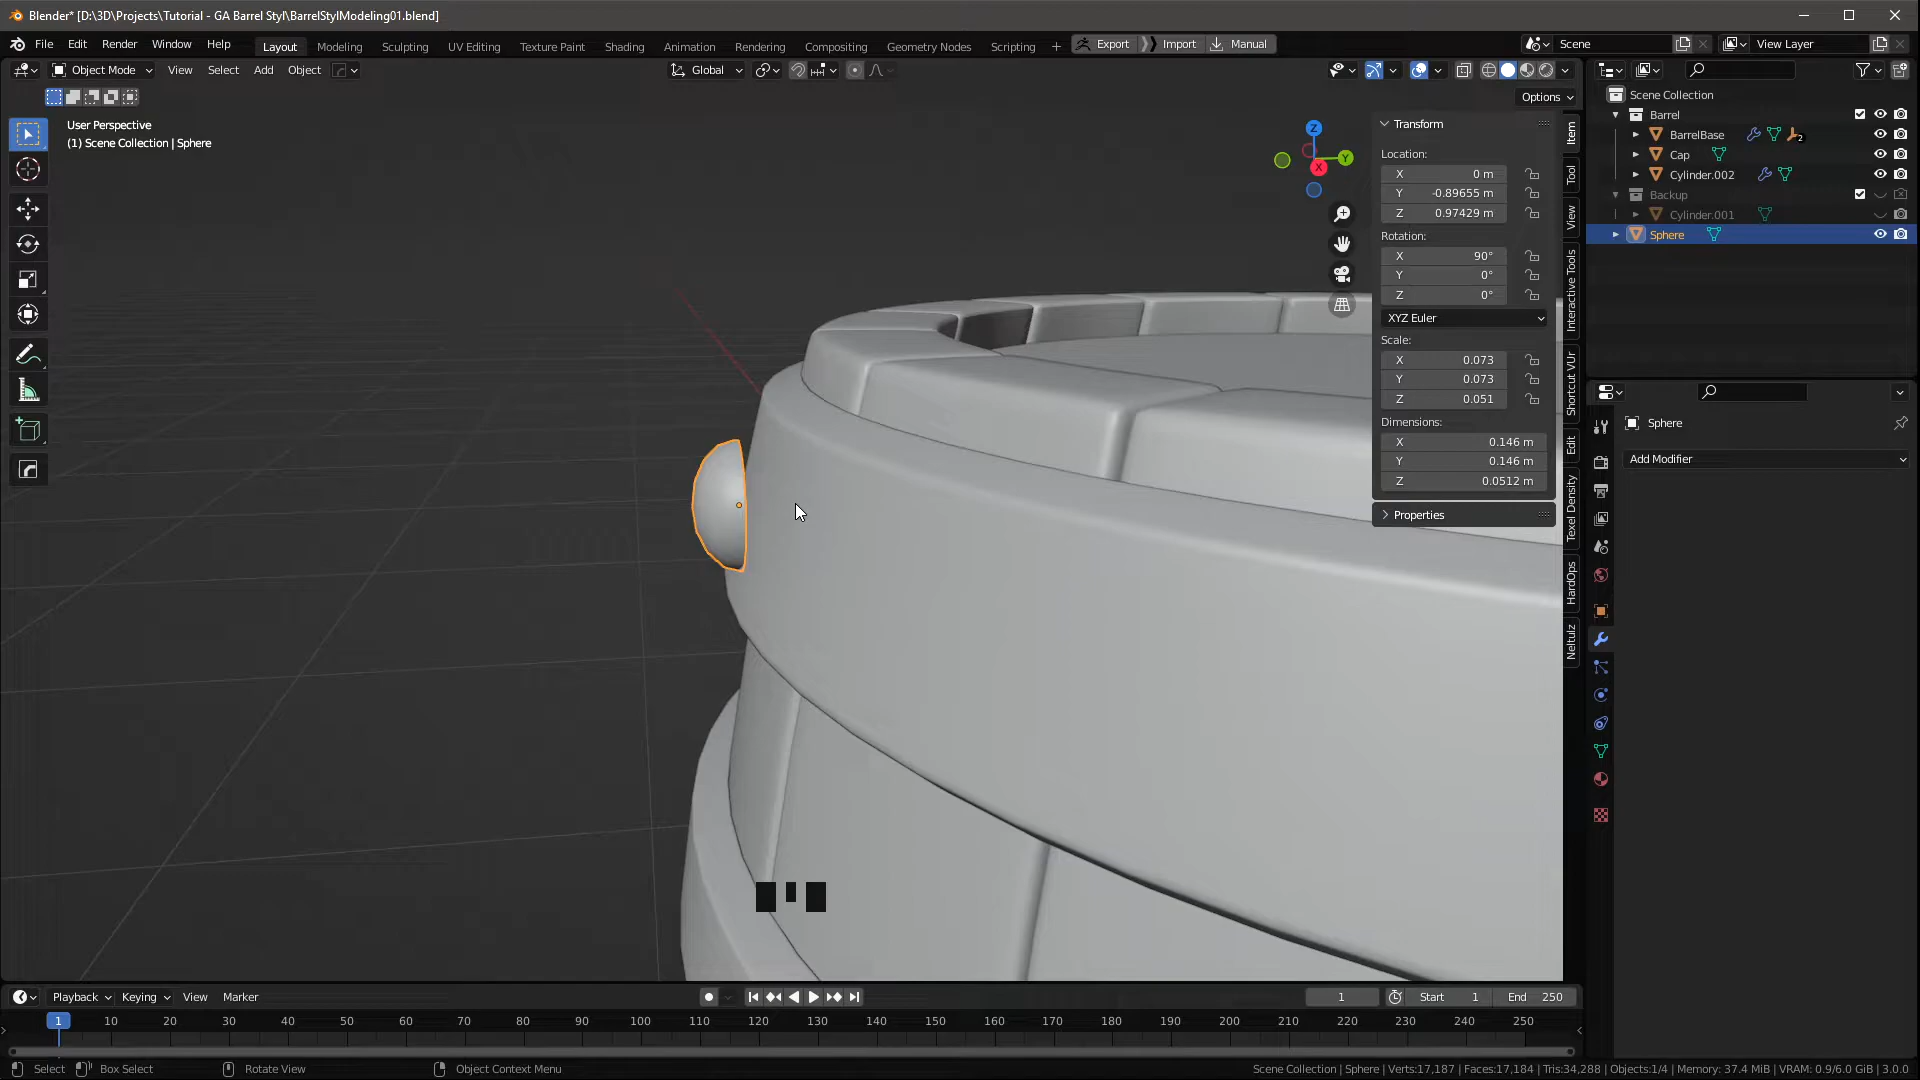 Blender* [D:\3D\Projects\Tutorial - GA Barrel Styl\BarrelStylModeling01.blend]
File Edit Render Window Help Layout Modeling Sculpting UV Editing Texture Paint Shading Animation Rendering Compositing Geometry Nodes Scripting + Export Import Manual Scene View Layer
Object Mode View Select Add Object Global
Options
User Perspective
(1) Scene Collection | Sphere
Z
Y
X
Transform
Location:
X 0 m
Y -0.89655 m
Z 0.97429 m
Rotation:
X 90°
Y 0°
Z 0°
XYZ Euler
Scale:
X 0.073
Y 0.073
Z 0.051
Dimensions:
X 0.146 m
Y 0.146 m
Z 0.0512 m
Properties
Item
Tool
View
Interactive Tools
Shortcut VUr
Edit
Texel Density
HardOps
Neltulz
Scene Collection
Barrel
BarrelBase 2
Cap
Cylinder.002
Backup
Cylinder.001
Sphere
Sphere
Add Modifier
Playback Keying View Marker 1 Start 1 End 250
1 10 20 30 40 50 60 70 80 90 100 110 120 130 140 150 160 170 180 190 200 210 220 230 240 250
Select Box Select Rotate View Object Context Menu Scene Collection | Sphere | Verts:17,187 | Faces:17,184 | Tris:34,288 | Objects:1/4 | Memory: 37.4 MiB | VRAM: 0.9/6.0 GiB | 3.0.0